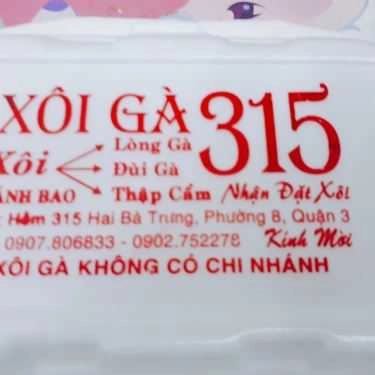 XÔI GÀ 315
Xôi Lòng Gà
Đùi Gà
ÁNH BAO Thập Cẩm Nhận Đặt Xôi
: Hẻm 315 Hai Bà Trưng, Phường 8, Quận 3
0907.806833 - 0902.752278 Kính Mời
XÔI GÀ KHÔNG CÓ CHI NHÁNH